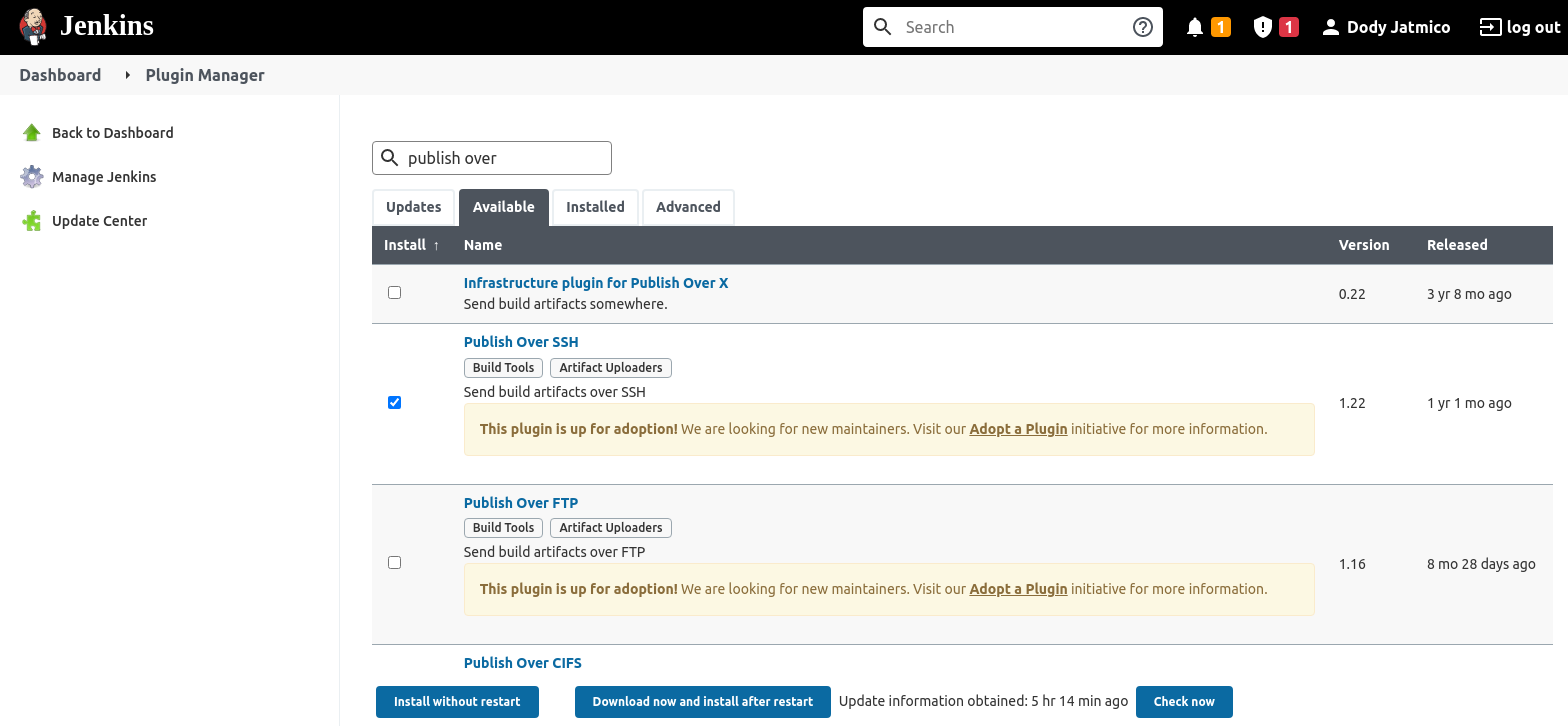 Jenkins
Search
1
1
Dody Jatmico
log out
Dashboard
Plugin Manager
Back to Dashboard
Manage Jenkins
Update Center
publish over
Updates
Available
Installed
Advanced
Install ↑ Name Version Released
Infrastructure plugin for Publish Over X
Send build artifacts somewhere.
0.22
3 yr 8 mo ago
Publish Over SSH
Build Tools Artifact Uploaders
Send build artifacts over SSH
This plugin is up for adoption! We are looking for new maintainers. Visit our Adopt a Plugin initiative for more information.
1.22
1 yr 1 mo ago
Publish Over FTP
Build Tools Artifact Uploaders
Send build artifacts over FTP
This plugin is up for adoption! We are looking for new maintainers. Visit our Adopt a Plugin initiative for more information.
1.16
8 mo 28 days ago
Publish Over CIFS
Install without restart
Download now and install after restart
Update information obtained: 5 hr 14 min ago
Check now